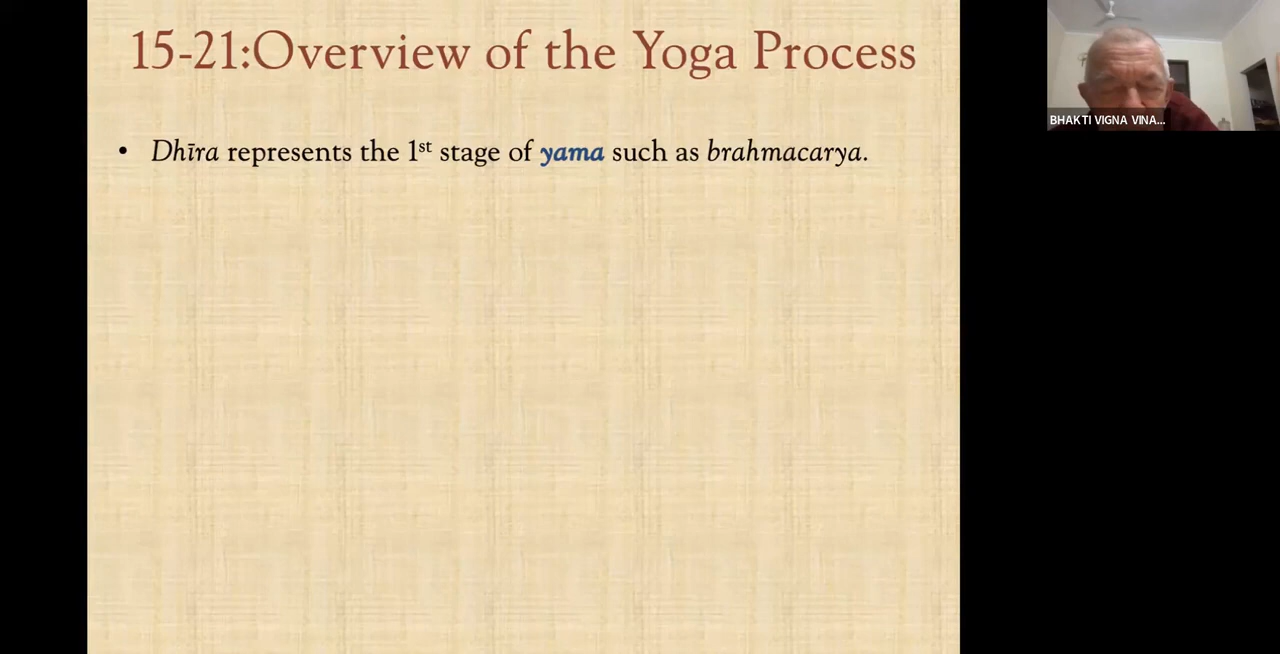 15-21:Overview of the Yoga Process
• Dhīra represents the 1st stage of yama such as brahmacarya.
BHAKTI VIGNA VINA...